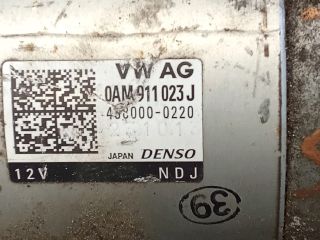 VW AG
0AM 911 023 J
438000-0220
JAPAN DENSO
12V NDJ
39